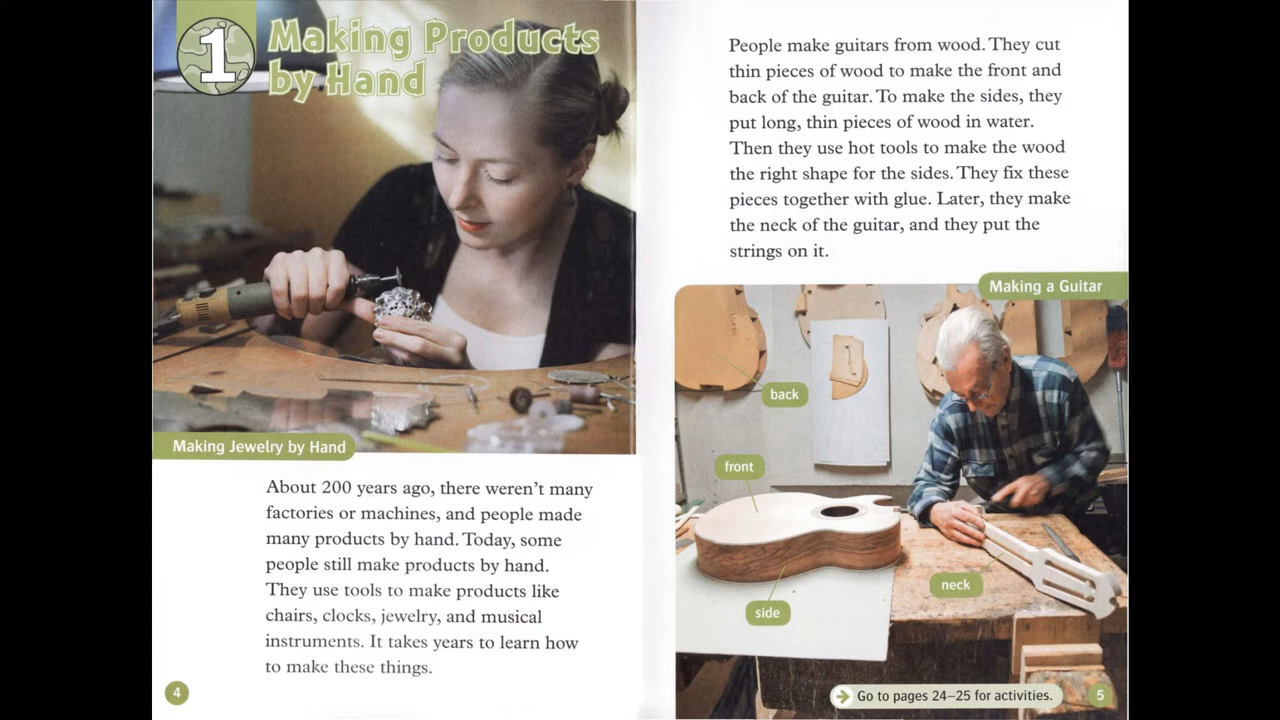 1
Making Products
by Hand
Making Jewelry by Hand
About 200 years ago, there weren't many
factories or machines, and people made
many products by hand. Today, some
people still make products by hand.
They use tools to make products like
chairs, clocks, jewelry, and musical
instruments. It takes years to learn how
to make these things.
4
People make guitars from wood. They cut
thin pieces of wood to make the front and
back of the guitar. To make the sides, they
put long, thin pieces of wood in water.
Then they use hot tools to make the wood
the right shape for the sides. They fix these
pieces together with glue. Later, they make
the neck of the guitar, and they put the
strings on it.
Making a Guitar
back
front
neck
side
Go to pages 24–25 for activities.
5